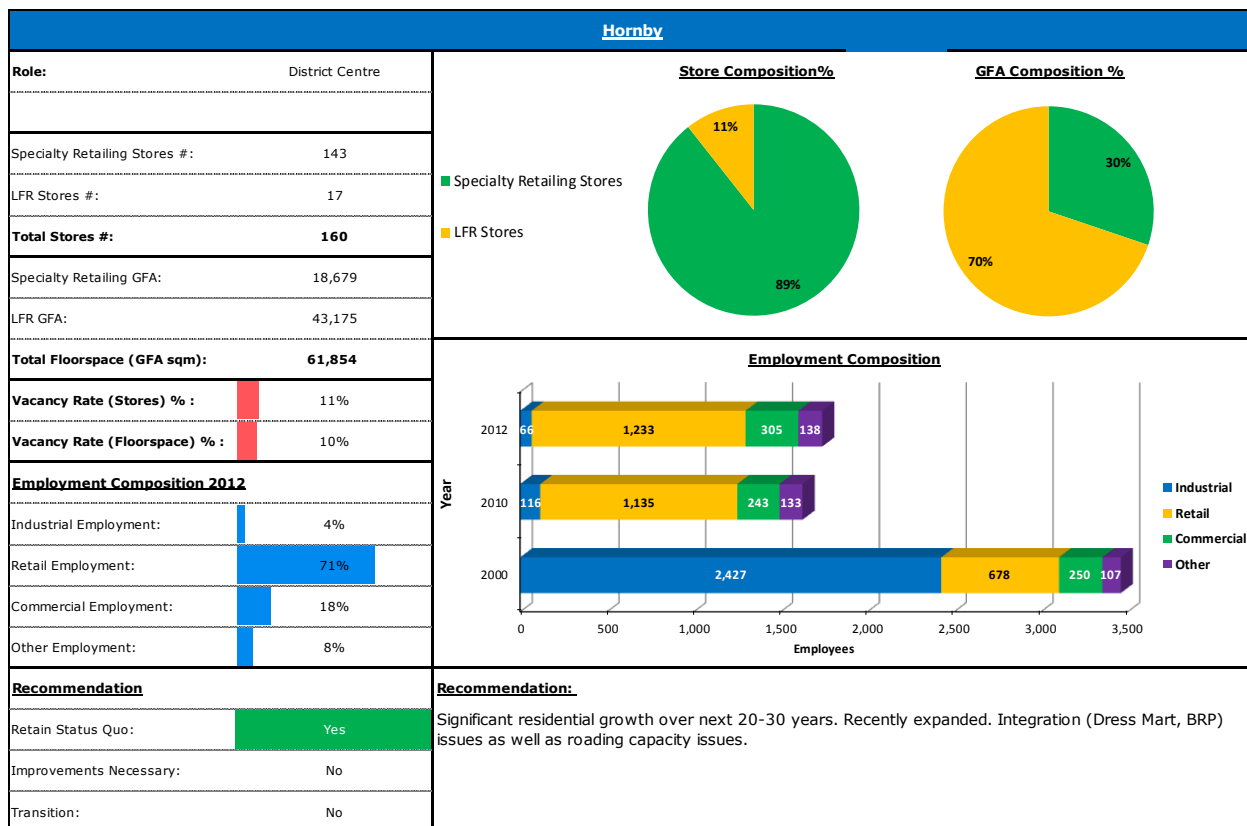 Hornby
Role: District Centre
Specialty Retailing Stores #: 143
LFR Stores #: 17
Total Stores #: 160
Specialty Retailing GFA: 18,679
LFR GFA: 43,175
Total Floorspace (GFA sqm): 61,854
Vacancy Rate (Stores) % : 11%
Vacancy Rate (Floorspace) % : 10%
Employment Composition 2012
Industrial Employment: 4%
Retail Employment: 71%
Commercial Employment: 18%
Other Employment: 8%
Recommendation
Retain Status Quo: Yes
Improvements Necessary: No
Transition: No
Store Composition%
11%
89%
Specialty Retailing Stores
LFR Stores
GFA Composition %
30%
70%
Employment Composition
Year
2012 66 1,233 305 138
2010 116 1,135 243 133
2000 2,427 678 250 107
0 500 1,000 1,500 2,000 2,500 3,000 3,500
Employees
Industrial
Retail
Commercial
Other
Recommendation:
Significant residential growth over next 20-30 years. Recently expanded. Integration (Dress Mart, BRP)
issues as well as roading capacity issues.